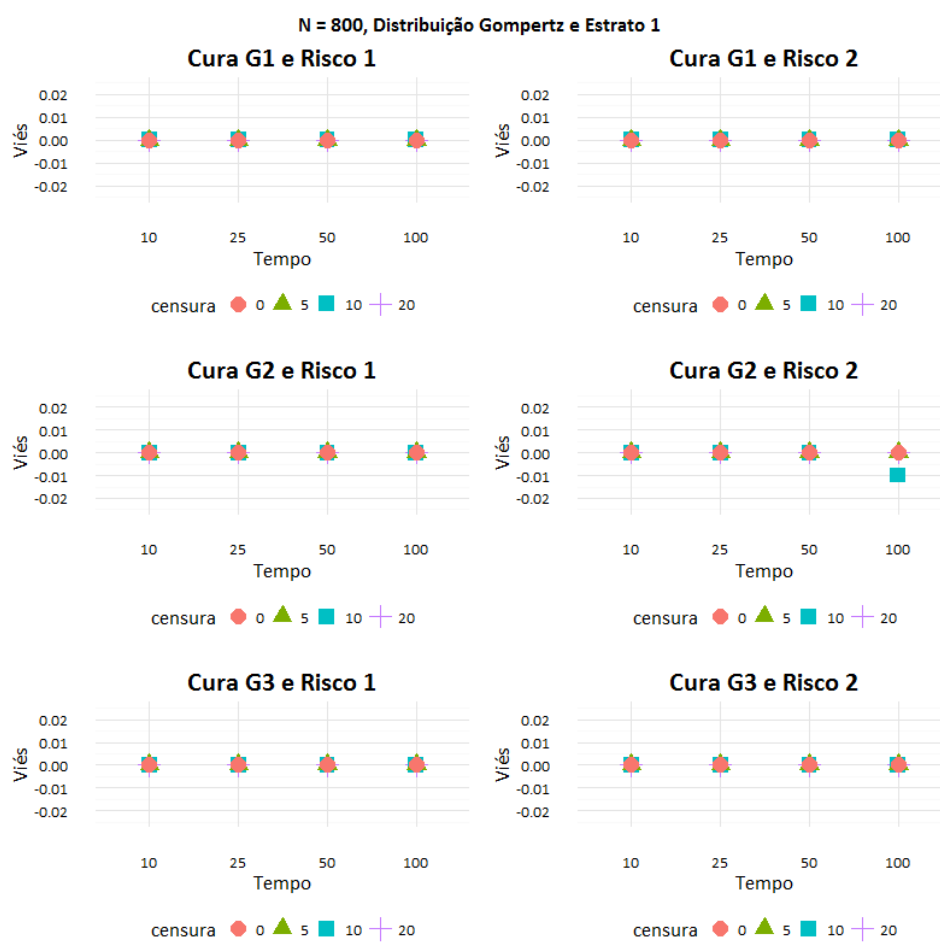 N = 800, Distribuição Gompertz e Estrato 1
Cura G1 e Risco 1
Viés
0.02
0.01
0.00
-0.01
-0.02
10 25 50 100
Tempo
censura 0 5 10 20
Cura G1 e Risco 2
Viés
0.02
0.01
0.00
-0.01
-0.02
10 25 50 100
Tempo
censura 0 5 10 20
Cura G2 e Risco 1
Viés
0.02
0.01
0.00
-0.01
-0.02
10 25 50 100
Tempo
censura 0 5 10 20
Cura G2 e Risco 2
Viés
0.02
0.01
0.00
-0.01
-0.02
10 25 50 100
Tempo
censura 0 5 10 20
Cura G3 e Risco 1
Viés
0.02
0.01
0.00
-0.01
-0.02
10 25 50 100
Tempo
censura 0 5 10 20
Cura G3 e Risco 2
Viés
0.02
0.01
0.00
-0.01
-0.02
10 25 50 100
Tempo
censura 0 5 10 20